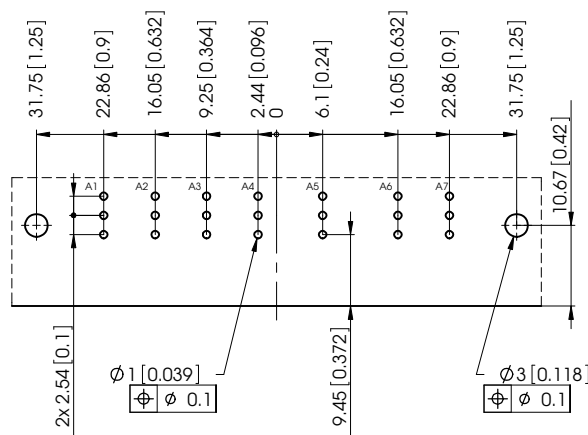 31.75 [1.25]
22.86 [0.9]
16.05 [0.632]
9.25 [0.364]
2.44 [0.096]
0
6.1 [0.24]
16.05 [0.632]
22.86 [0.9]
31.75 [1.25]
10.67 [0.42]
A1
A2
A3
A4
A5
A6
A7
2x 2.54 [0.1]
9.45 [0.372]
∅1 [0.039]
⌖ ∅ 0.1
∅3 [0.118]
⌖ ∅ 0.1